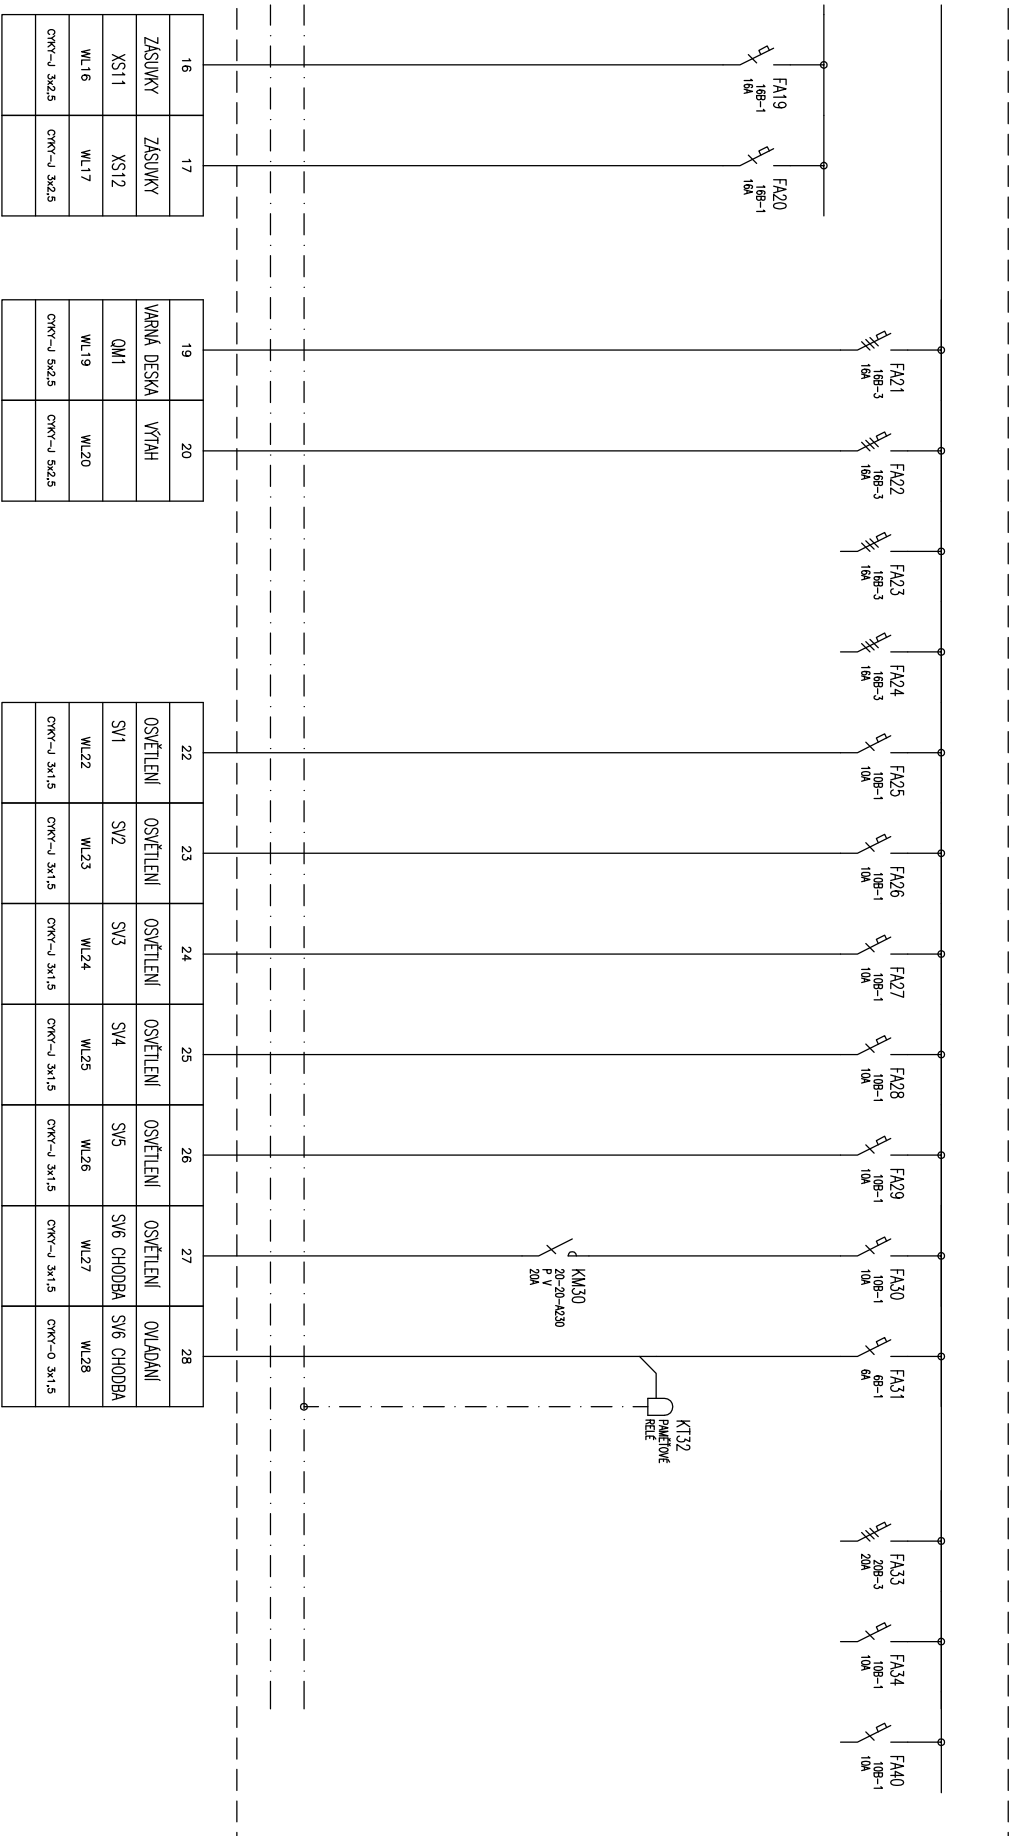 FA19
16B-1
16A
FA20
16B-1
16A
FA21
16B-3
16A
FA22
16B-3
16A
FA23
16B-3
16A
FA24
16B-3
16A
FA25
10B-1
10A
FA26
10B-1
10A
FA27
10B-1
10A
FA28
10B-1
10A
FA29
10B-1
10A
FA30
10B-1
10A
FA31
6B-1
6A
FA33
20B-3
20A
FA34
10B-1
10A
FA40
10B-1
10A
KM30
20-20-A230
P V
20A
KT32
PAMĚŤOVÉ
RELÉ
16
ZÁSUVKY
XS11
WL16
CYKY-J 3x2,5
17
ZÁSUVKY
XS12
WL17
CYKY-J 3x2,5
19
VARNÁ DESKA
QM1
WL19
CYKY-J 5x2,5
20
VÝTAH
WL20
CYKY-J 5x2,5
22
OSVĚTLENÍ
SV1
WL22
CYKY-J 3x1,5
23
OSVĚTLENÍ
SV2
WL23
CYKY-J 3x1,5
24
OSVĚTLENÍ
SV3
WL24
CYKY-J 3x1,5
25
OSVĚTLENÍ
SV4
WL25
CYKY-J 3x1,5
26
OSVĚTLENÍ
SV5
WL26
CYKY-J 3x1,5
27
OSVĚTLENÍ
SV6 CHODBA
WL27
CYKY-J 3x1,5
28
OVLÁDÁNÍ
SV6 CHODBA
WL28
CYKY-O 3x1,5